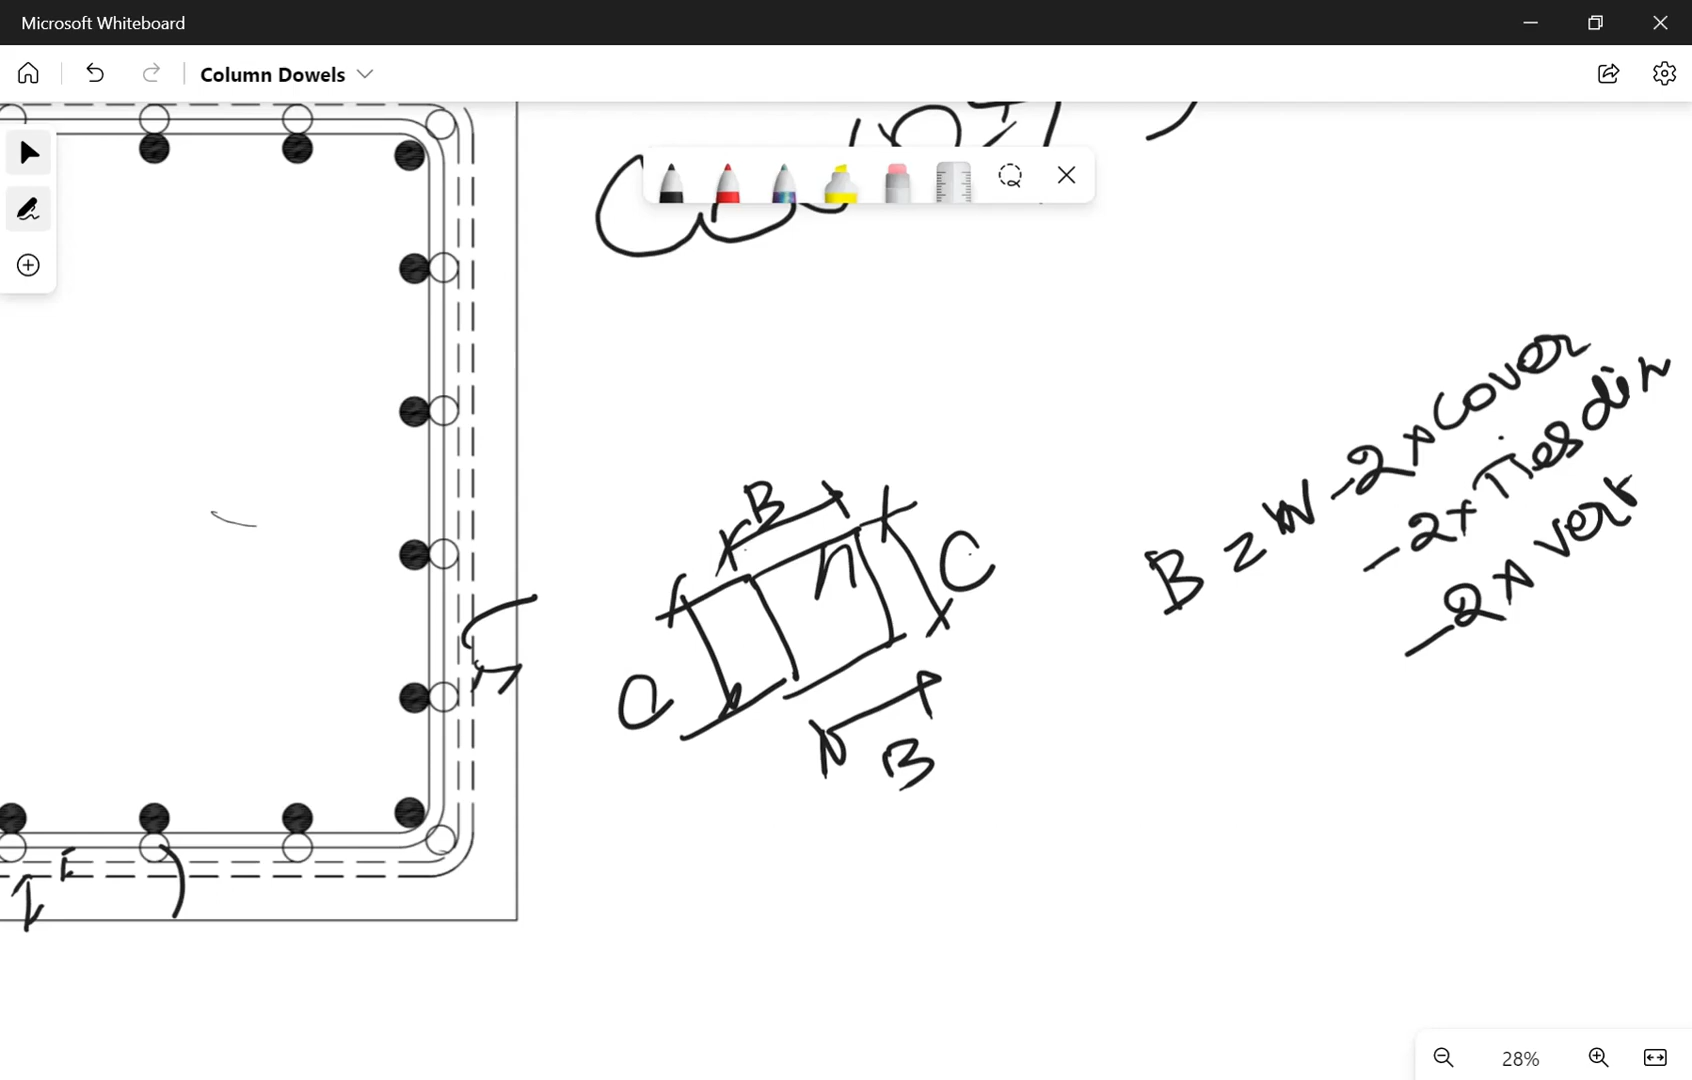 Microsoft Whiteboard
Column Dowels
B
C
n
C
B
B = W - 2 x Cover
- 2 x Ties dia
- 2 x vert
28%